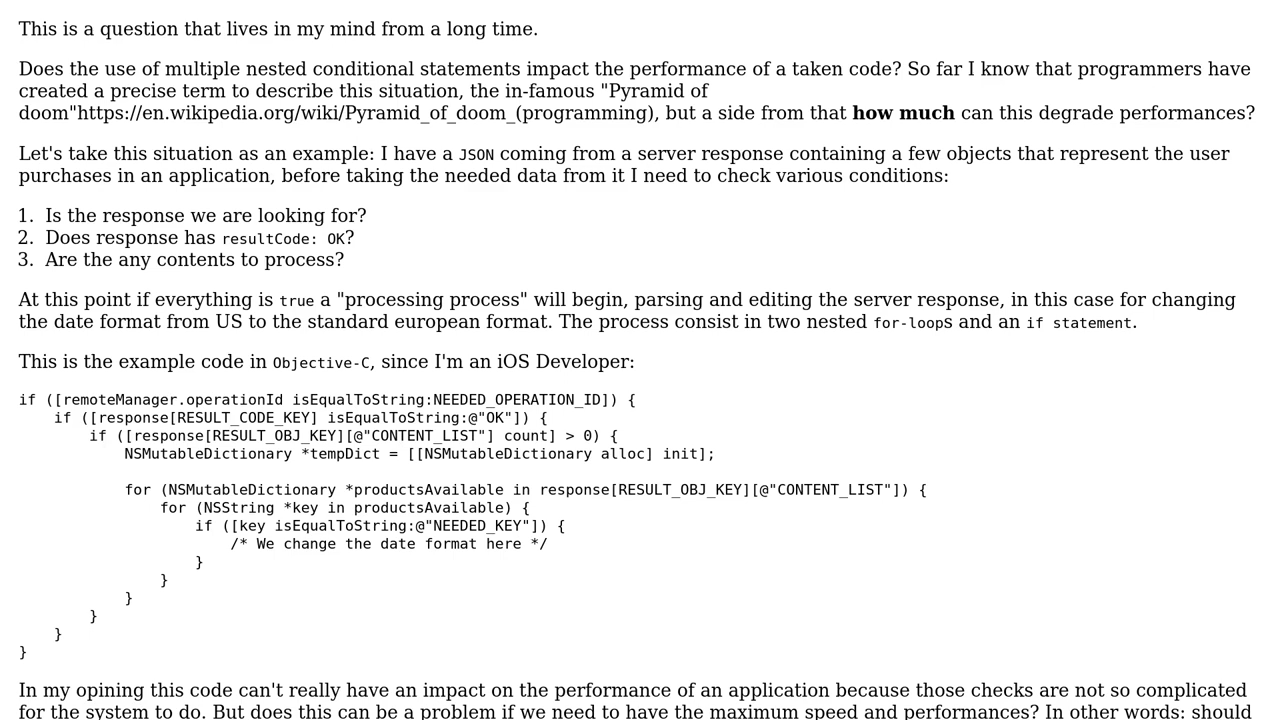 This is a question that lives in my mind from a long time.
Does the use of multiple nested conditional statements impact the performance of a taken code? So far I know that programmers have
created a precise term to describe this situation, the in-famous "Pyramid of
doom"https://en.wikipedia.org/wiki/Pyramid_of_doom_(programming), but a side from that how much can this degrade performances?
Let's take this situation as an example: I have a JSON coming from a server response containing a few objects that represent the user
purchases in an application, before taking the needed data from it I need to check various conditions:
1. Is the response we are looking for?
2. Does response has resultCode: OK?
3. Are the any contents to process?
At this point if everything is true a "processing process" will begin, parsing and editing the server response, in this case for changing
the date format from US to the standard european format. The process consist in two nested for-loops and an if statement.
This is the example code in Objective-C, since I'm an iOS Developer:
if ([remoteManager.operationId isEqualToString:NEEDED_OPERATION_ID]) {
    if ([response[RESULT_CODE_KEY] isEqualToString:@"OK"]) {
        if ([response[RESULT_OBJ_KEY][@"CONTENT_LIST"] count] > 0) {
            NSMutableDictionary *tempDict = [[NSMutableDictionary alloc] init];
            for (NSMutableDictionary *productsAvailable in response[RESULT_OBJ_KEY][@"CONTENT_LIST"]) {
                for (NSString *key in productsAvailable) {
                    if ([key isEqualToString:@"NEEDED_KEY"]) {
                        /* We change the date format here */
                    }
                }
            }
        }
    }
}
In my opining this code can't really have an impact on the performance of an application because those checks are not so complicated
for the system to do. But does this can be a problem if we need to have the maximum speed and performances? In other words: should